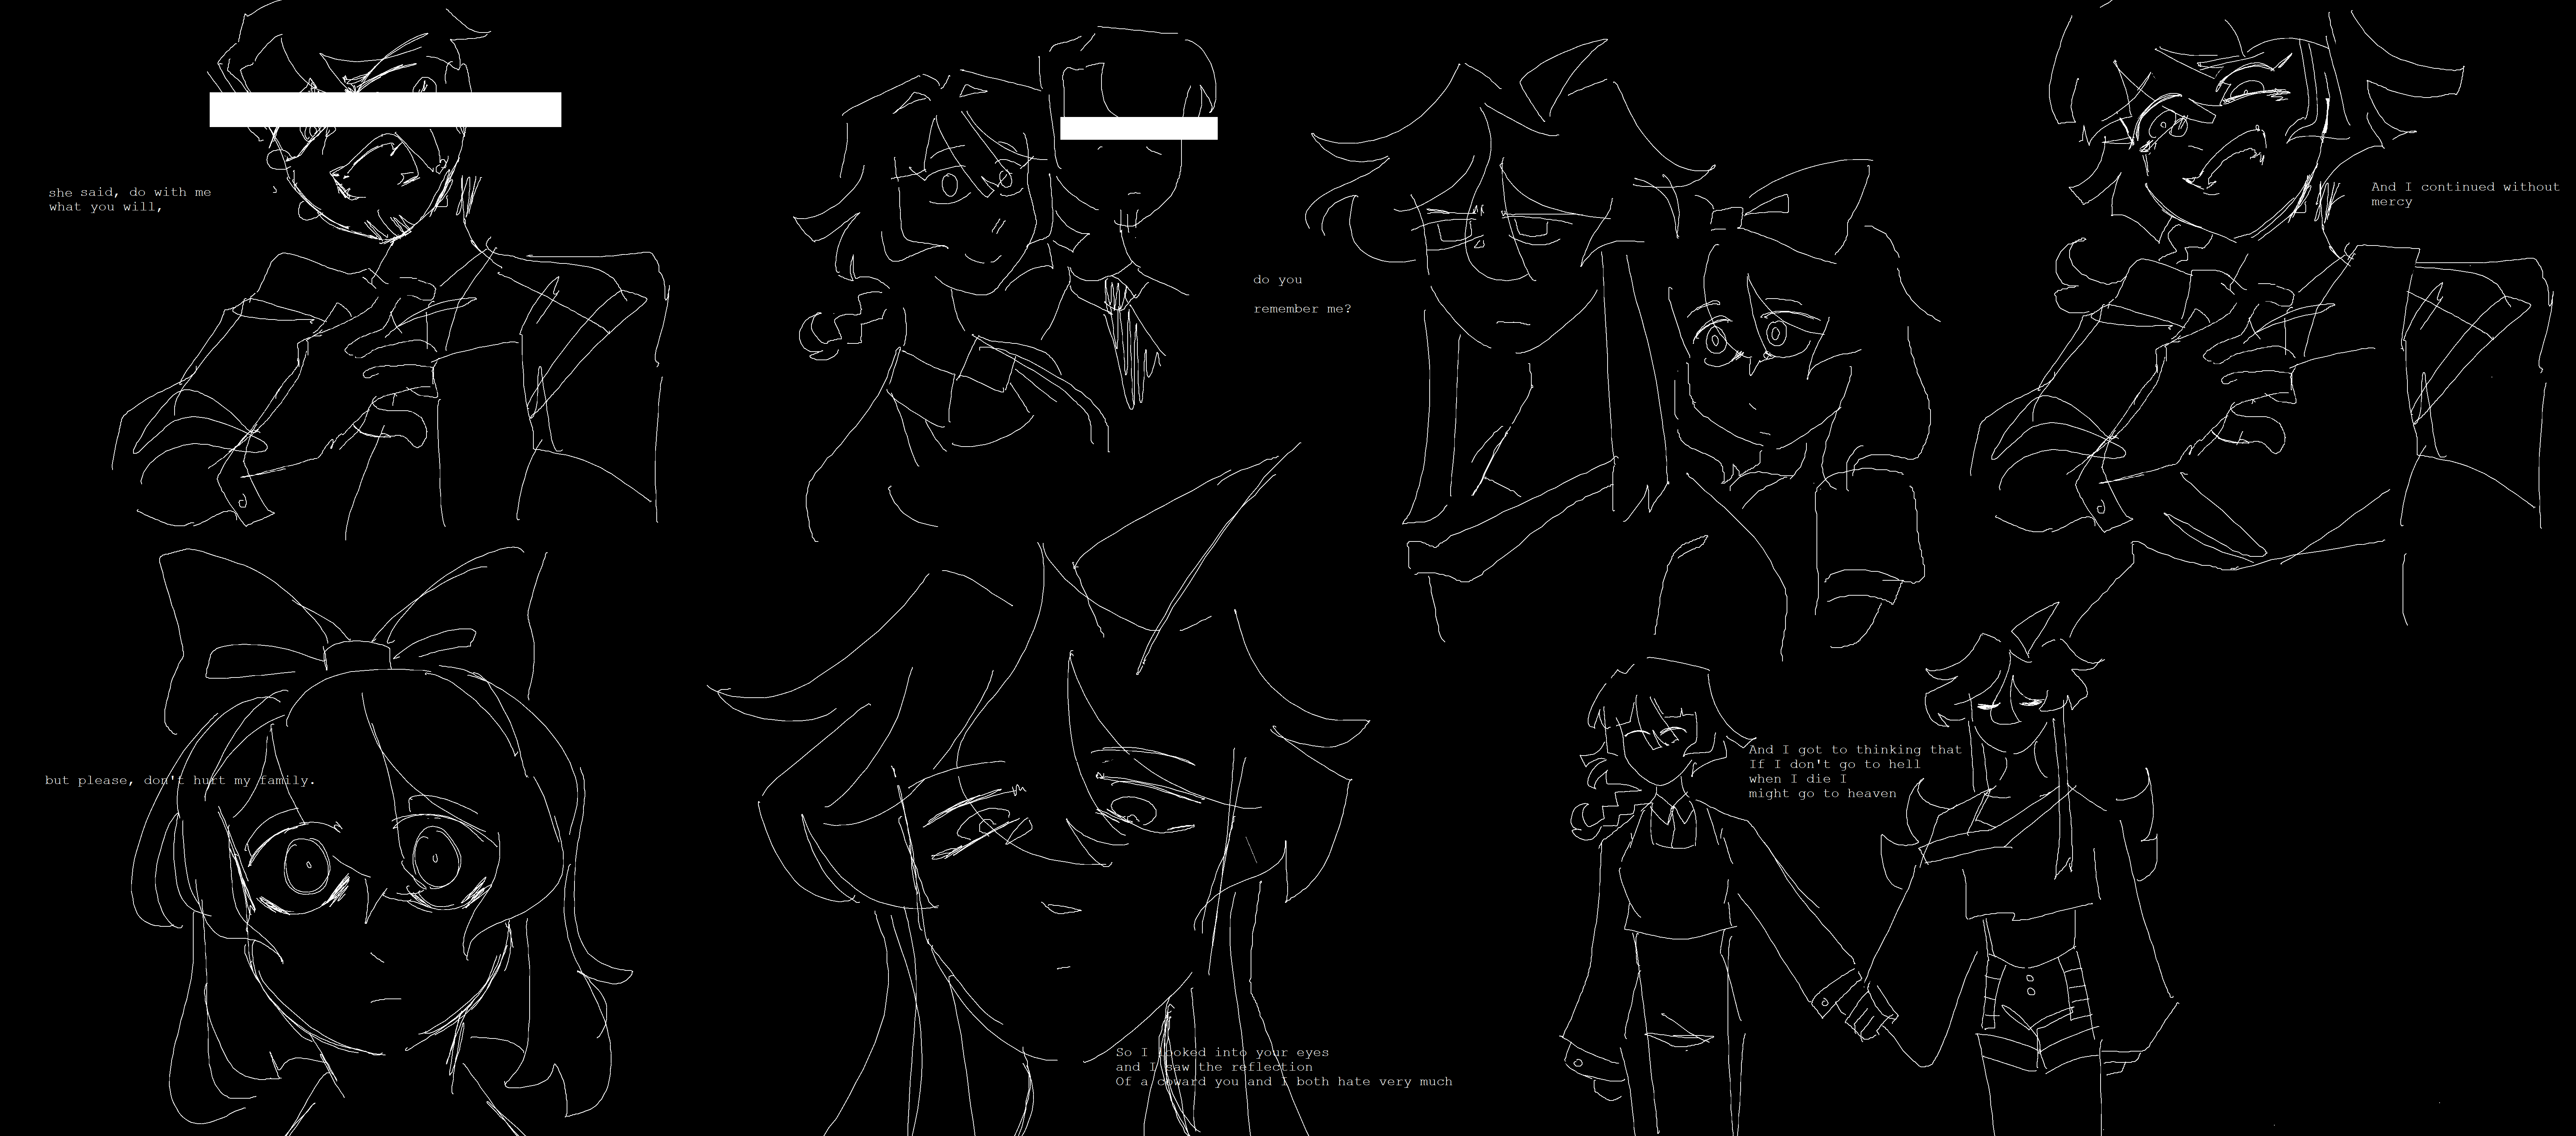 she said, do with me
what you will,
do you
remember me?
And I continued without
mercy
but please, don't hurt my family.
So I looked into your eyes
and I saw the reflection
Of a coward you and I both hate very much
And I got to thinking that
If I don't go to hell
when I die I
might go to heaven